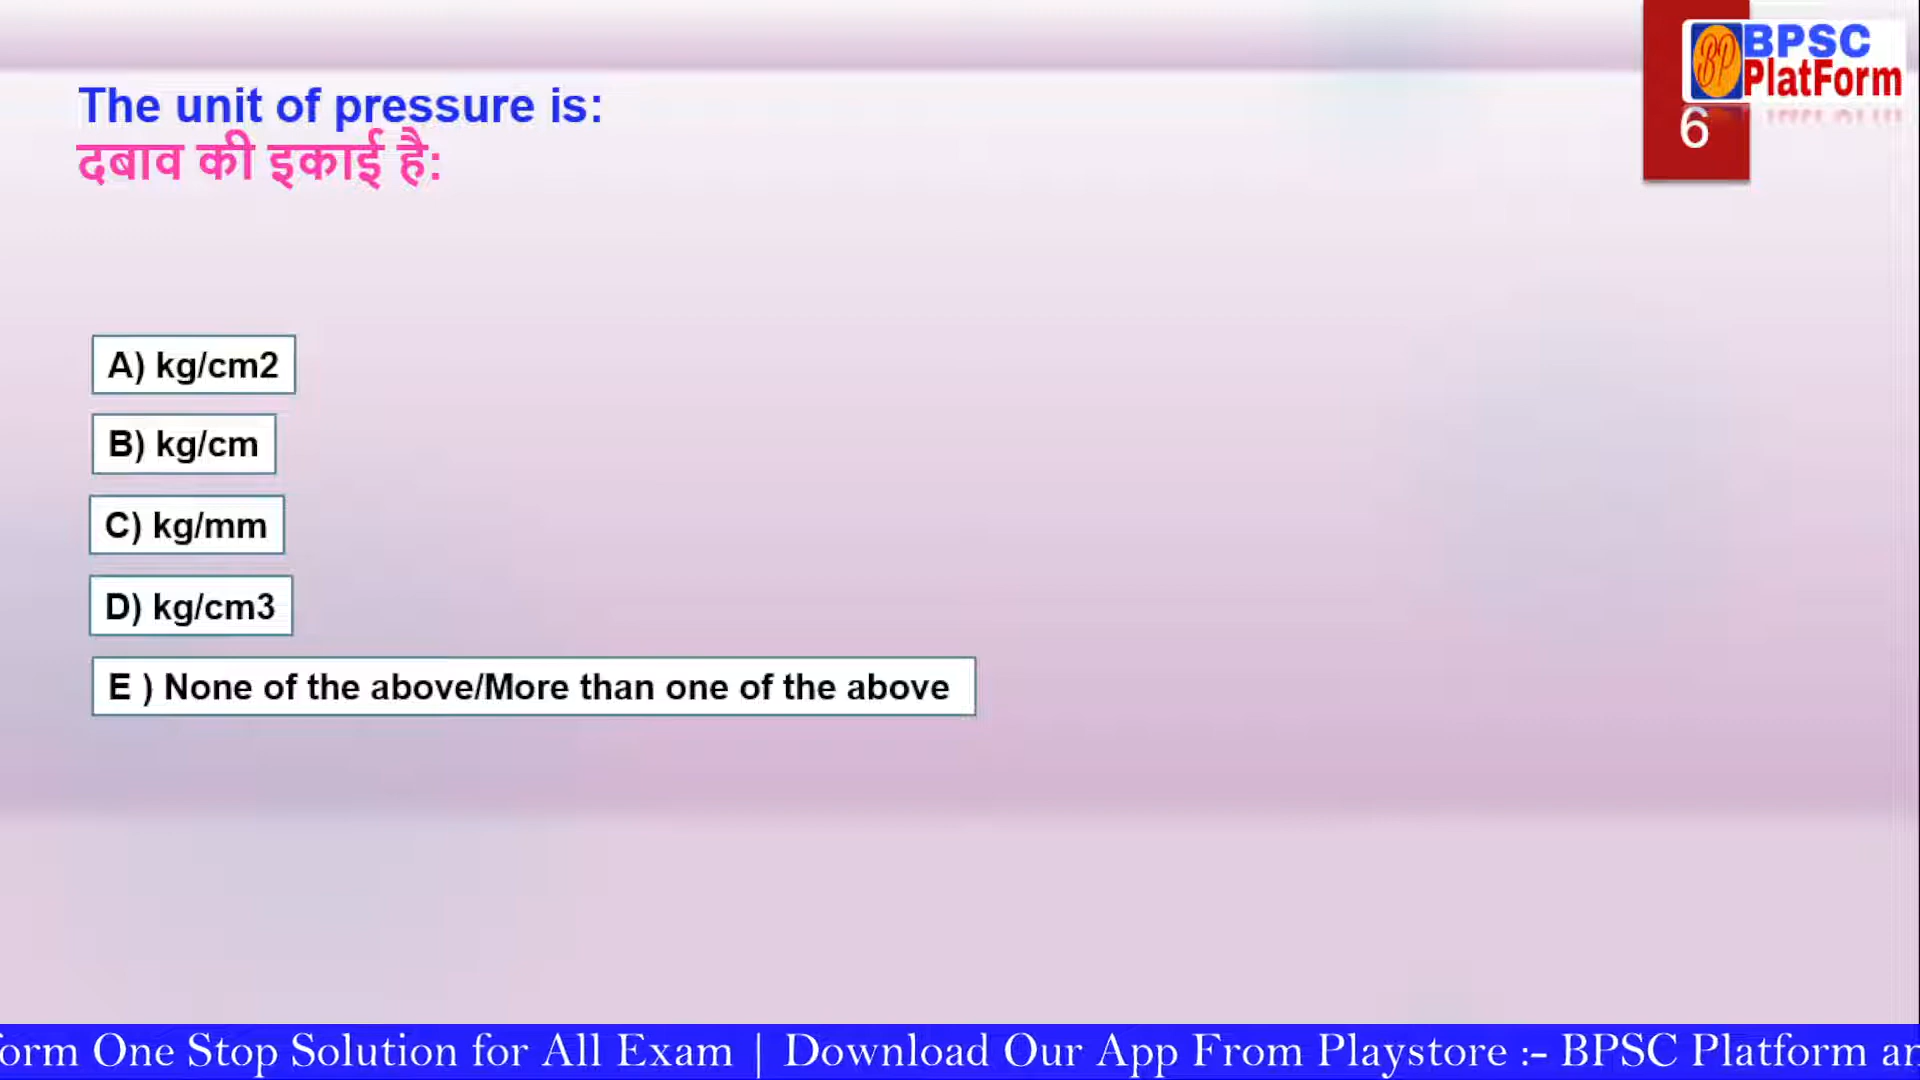 The unit of pressure is:
दबाव की इकाई है:
BP
BPSC
PlatForm
6
A) kg/cm2
B) kg/cm
C) kg/mm
D) kg/cm3
E ) None of the above/More than one of the above
orm One Stop Solution for All Exam | Download Our App From Playstore :- BPSC Platform an